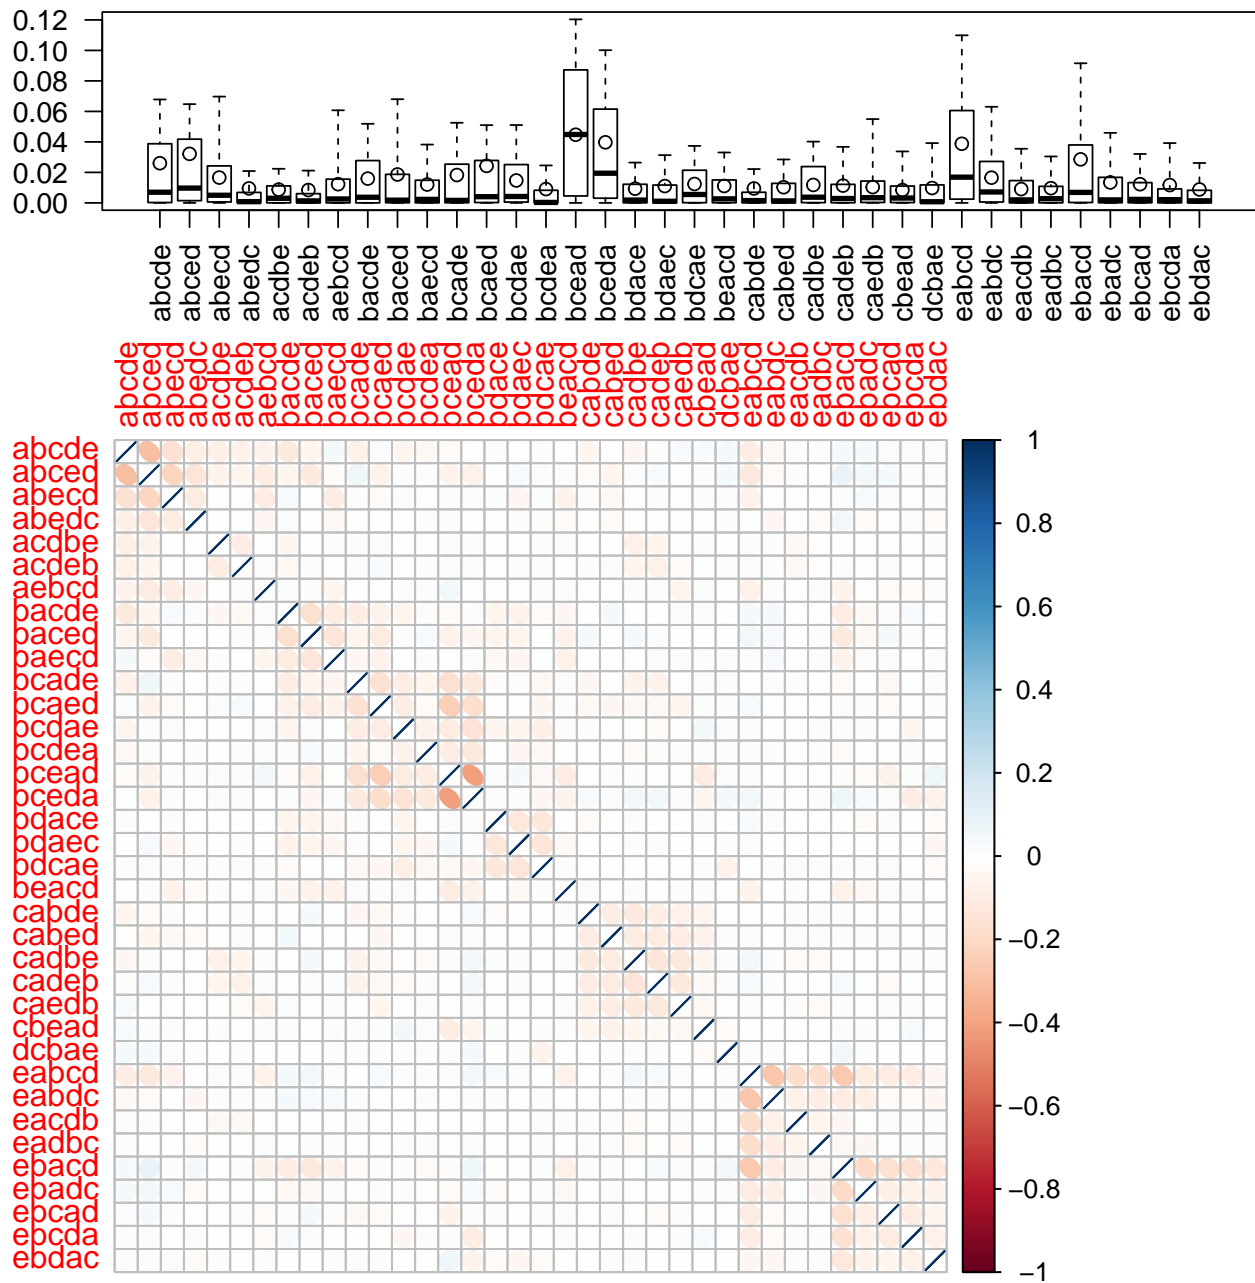 0.12
0.10
0.08
0.06
0.04
0.02
0.00
abcde abced abecd abedc acdbe acdeb aebcd bacde baced baecd bcade bcaed bcdae bcdea bcead bceda bdace bdaec bdcae beacd cabde cabed cadbe cadeb caedb cbead dcbae eabcd eabdc eacdb eadbc ebacd ebadc ebcad ebcda ebdac
abcde abced abecd abedc acdbe acdeb aebcd bacde baced baecd bcade bcaed bcdae bcdea bcead bceda bdace bdaec bdcae beacd cabde cabed cadbe cadeb caedb cbead dcbae eabcd eabdc eacdb eadbc ebacd ebadc ebcad ebcda ebdac
abcde
abced
abecd
abedc
acdbe
acdeb
aebcd
bacde
baced
baecd
bcade
bcaed
bcdae
bcdea
bcead
bceda
bdace
bdaec
bdcae
beacd
cabde
cabed
cadbe
cadeb
caedb
cbead
dcbae
eabcd
eabdc
eacdb
eadbc
ebacd
ebadc
ebcad
ebcda
ebdac
1
0.8
0.6
0.4
0.2
0
−0.2
−0.4
−0.6
−0.8
−1